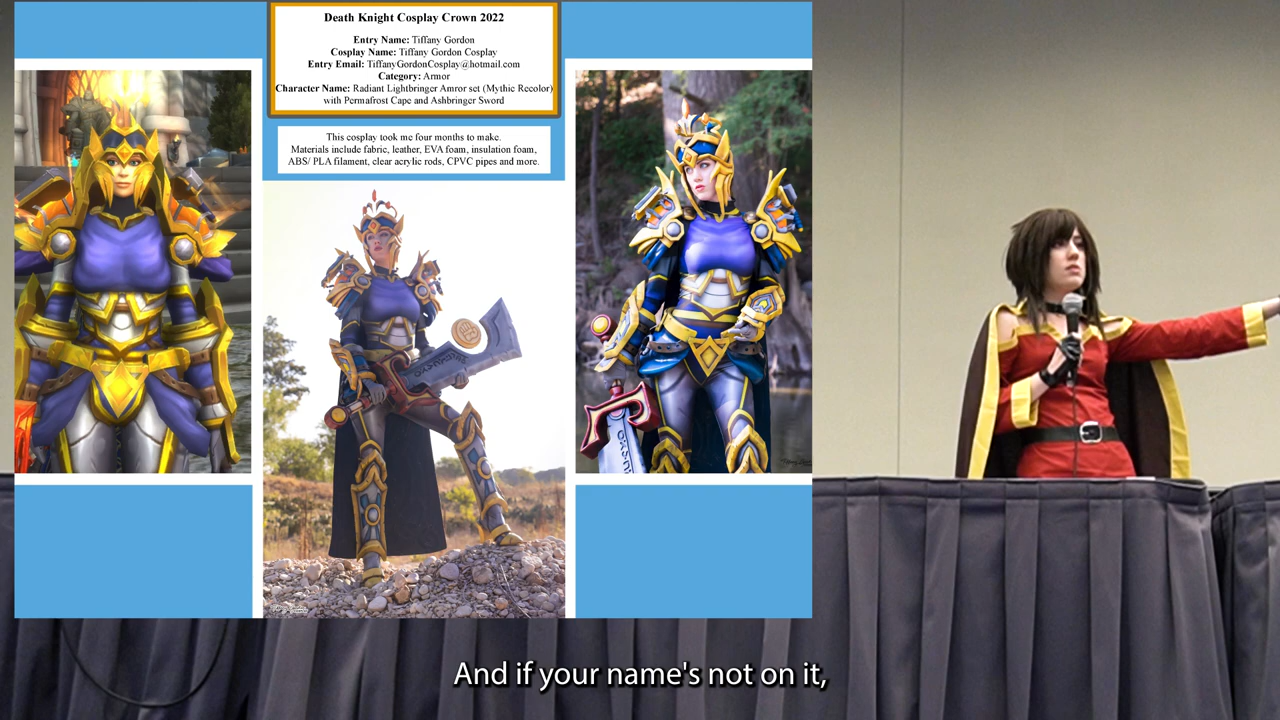 Death Knight Cosplay Crown 2022
Entry Name: Tiffany Gordon
Cosplay Name: Tiffany Gordon Cosplay
Entry Email: TiffanyGordonCosplay@hotmail.com
Category: Armor
Character Name: Radiant Lightbringer Amror set (Mythic Recolor)
with Permafrost Cape and Ashbringer Sword
This cosplay took me four months to make.
Materials include fabric, leather, EVA foam, insulation foam,
ABS/ PLA filament, clear acrylic rods, CPVC pipes and more.
And if your name's not on it,